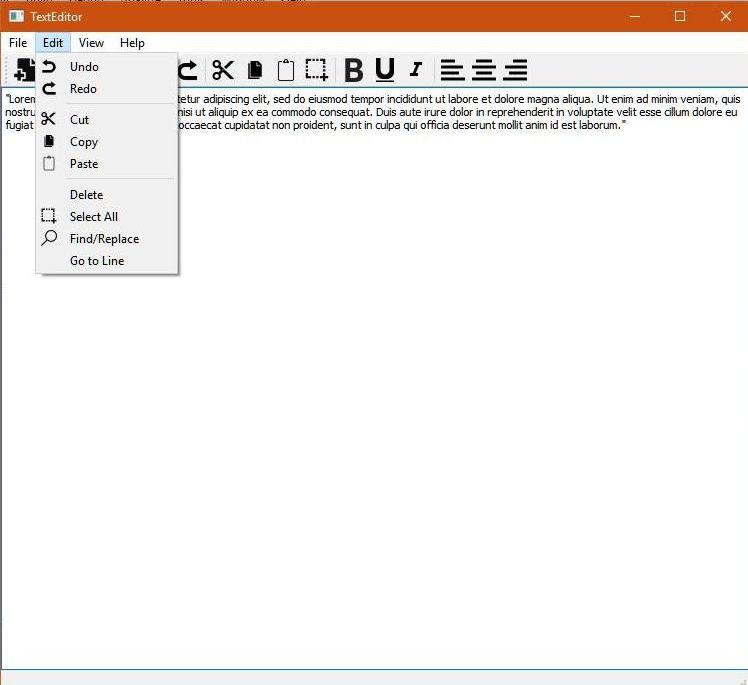 TextEditor
File Edit View Help
B U I
Undo
Redo
Cut
Copy
Paste
Delete
Select All
Find/Replace
Go to Line
"Lorem tetur adipiscing elit, sed do eiusmod tempor incididunt ut labore et dolore magna aliqua. Ut enim ad minim veniam, quis
nostru nisi ut aliquip ex ea commodo consequat. Duis aute irure dolor in reprehenderit in voluptate velit esse cillum dolore eu
fugiat occaecat cupidatat non proident, sunt in culpa qui officia deserunt mollit anim id est laborum."